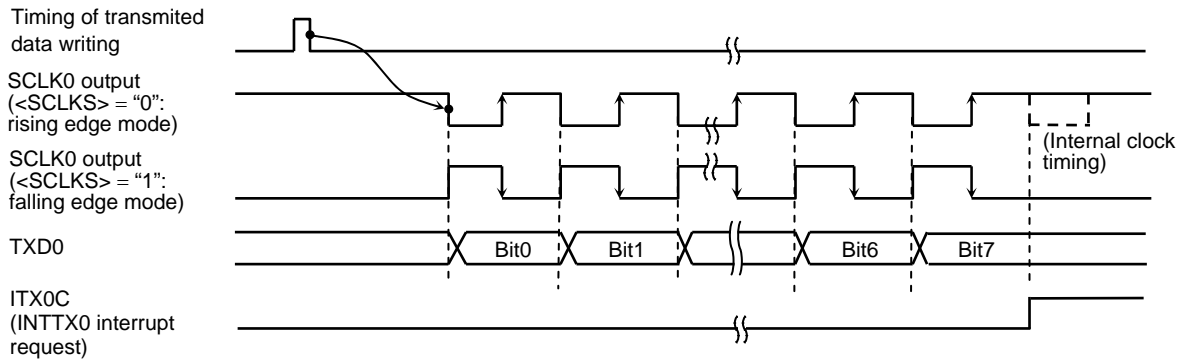 Timing of transmited
data writing
SCLK0 output
(<SCLKS> = “0”:
rising edge mode)
(Internal clock
timing)
SCLK0 output
(<SCLKS> = “1”:
falling edge mode)
TXD0
Bit0 Bit1 Bit6 Bit7
ITX0C
(INTTX0 interrupt
request)